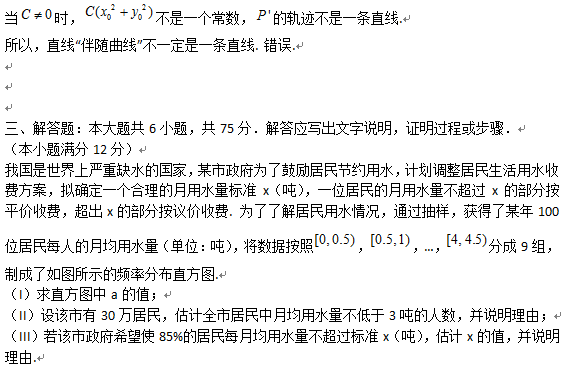 当 C ≠ 0 时， C(x₀² + y₀²) 不是一个常数， P' 的轨迹不是一条直线.
所以，直线“伴随曲线”不一定是一条直线. 错误.
三、解答题：本大题共 6 小题，共 75 分．解答应写出文字说明，证明过程或步骤．
（本小题满分 12 分）
我国是世界上严重缺水的国家，某市政府为了鼓励居民节约用水，计划调整居民生活用水收
费方案，拟确定一个合理的月用水量标准 x（吨），一位居民的月用水量不超过 x 的部分按
平价收费，超出 x 的部分按议价收费. 为了了解居民用水情况，通过抽样，获得了某年 100
位居民每人的月均用水量（单位：吨），将数据按照 [0, 0.5)， [0.5, 1)，…， [4, 4.5) 分成 9 组，
制成了如图所示的频率分布直方图.
（I）求直方图中 a 的值；
（II）设该市有 30 万居民，估计全市居民中月均用水量不低于 3 吨的人数，并说明理由；
（III）若该市政府希望使 85%的居民每月均用水量不超过标准 x（吨），估计 x 的值，并说明
理由.